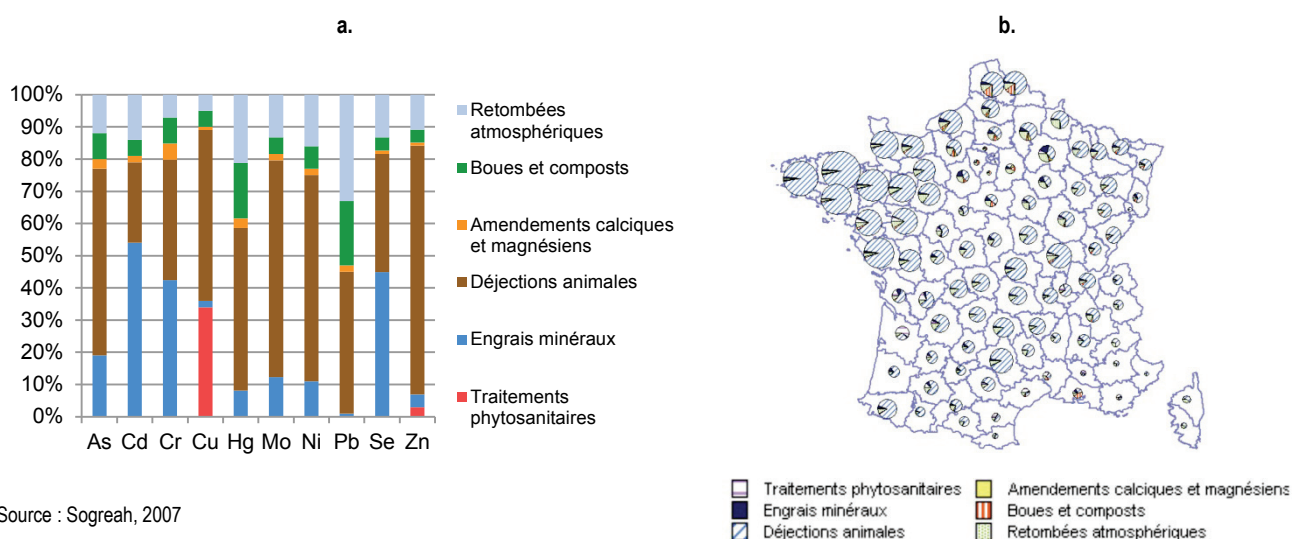 a.
100%
90%
80%
70%
60%
50%
40%
30%
20%
10%
0%
As Cd Cr Cu Hg Mo Ni Pb Se Zn
Retombées
atmosphériques
Boues et composts
Amendements calciques
et magnésiens
Déjections animales
Engrais minéraux
Traitements
phytosanitaires
Source : Sogreah, 2007
b.
Traitements phytosanitaires
Engrais minéraux
Déjections animales
Amendements calciques et magnésiens
Boues et composts
Retombées atmosphériques